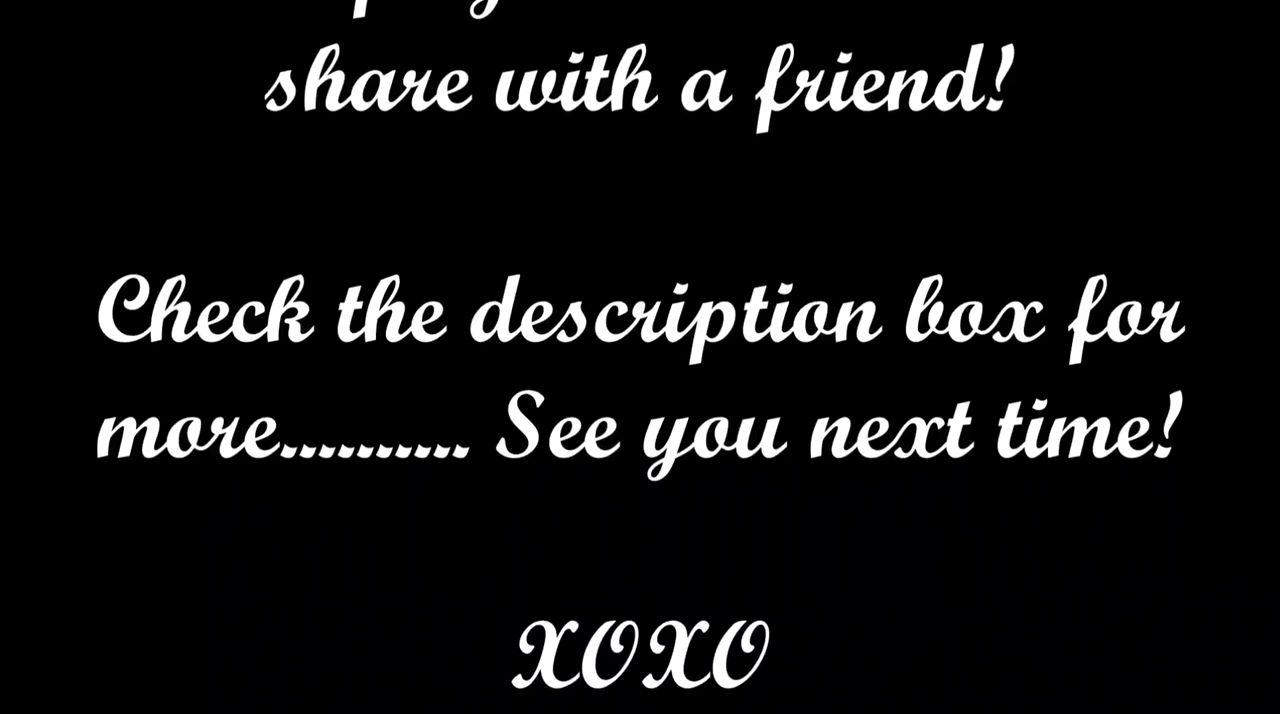 share with a friend!
Check the description box for
more.......... See you next time!
XOXO